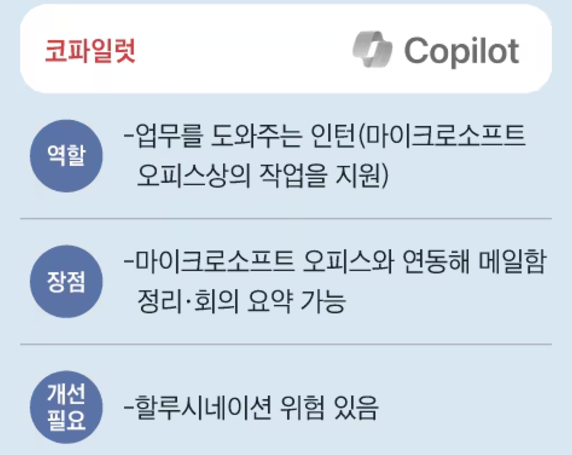 코파일럿
Copilot
역할
-업무를 도와주는 인턴(마이크로소프트
오피스상의 작업을 지원)
장점
-마이크로소프트 오피스와 연동해 메일함
정리·회의 요약 가능
개선
필요
-할루시네이션 위험 있음